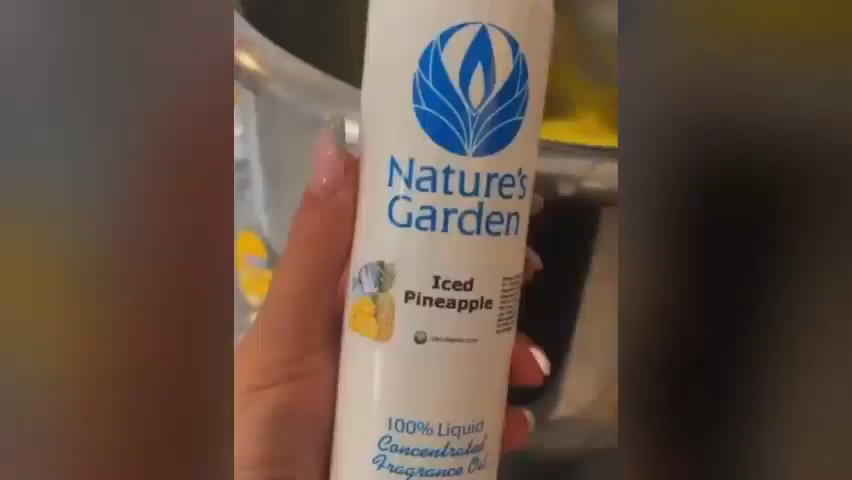 Nature's
Garden
Iced
Pineapple
100% Liquid
Concentrated
Fragrance Oil